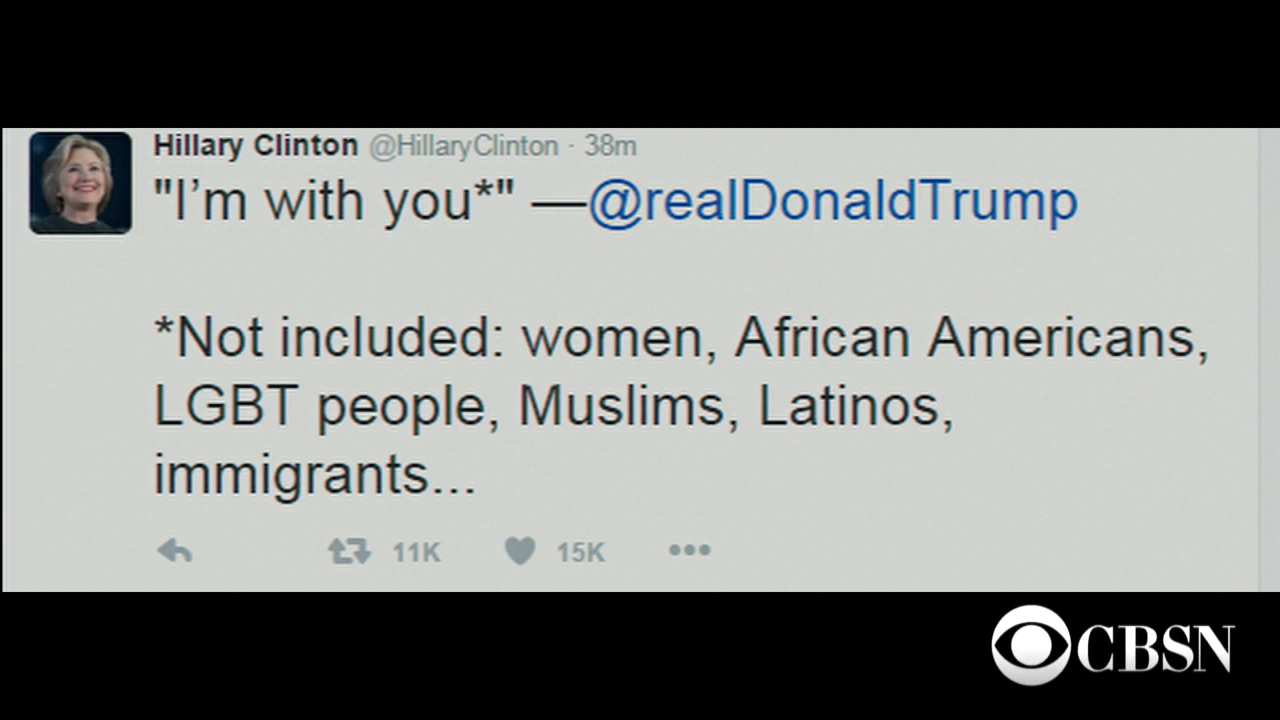 Hillary Clinton @HillaryClinton · 38m
"I’m with you*" —@realDonaldTrump
*Not included: women, African Americans,
LGBT people, Muslims, Latinos,
immigrants...
11K 15K
CBSN